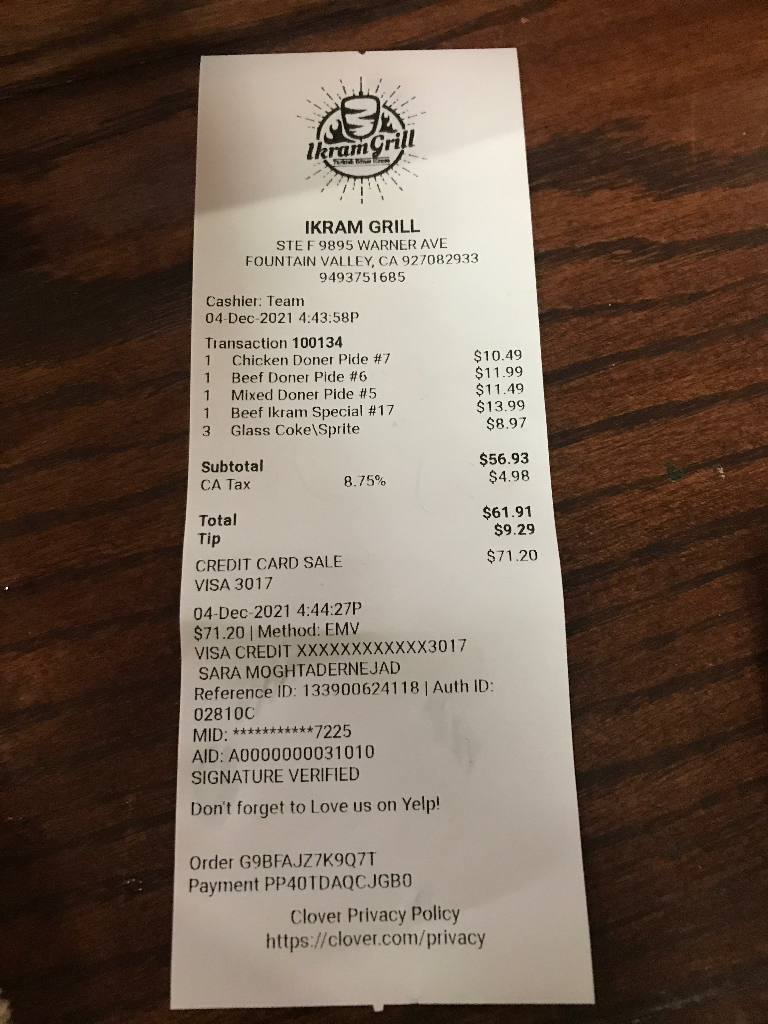 Ikram Grill
Turkish Döner House
IKRAM GRILL
STE F 9895 WARNER AVE
FOUNTAIN VALLEY, CA 927082933
9493751685
Cashier: Team
04-Dec-2021 4:43:58P
Transaction 100134
1 Chicken Doner Pide #7 $10.49
1 Beef Doner Pide #6 $11.99
1 Mixed Doner Pide #5 $11.49
1 Beef Ikram Special #17 $13.99
3 Glass Coke\Sprite $8.97
Subtotal $56.93
CA Tax 8.75% $4.98
Total $61.91
Tip $9.29
CREDIT CARD SALE $71.20
VISA 3017
04-Dec-2021 4:44:27P
$71.20 | Method: EMV
VISA CREDIT XXXXXXXXXXXX3017
SARA MOGHTADERNEJAD
Reference ID: 133900624118 | Auth ID:
02810C
MID: ***********7225
AID: A0000000031010
SIGNATURE VERIFIED
Don't forget to Love us on Yelp!
Order G9BFAJZ7K9Q7T
Payment PP40TDAQCJGB0
Clover Privacy Policy
https://clover.com/privacy